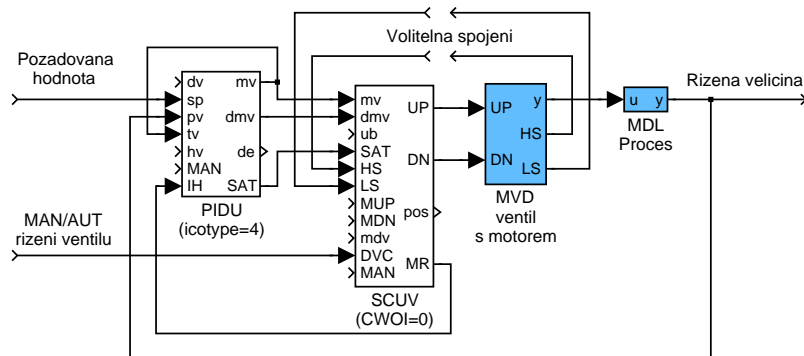 Volitelna spojeni
Pozadovana
hodnota
Rizena velicina
dv
mv
sp
pv
dmv
tv
hv
de
MAN
IH
SAT
PIDU
(icotype=4)
MAN/AUT
rizeni ventilu
mv
UP
dmv
ub
SAT
DN
HS
LS
MUP
pos
MDN
mdv
DVC
MR
MAN
SCUV
(CWOI=0)
UP
y
HS
DN
LS
MVD
ventil
s motorem
u
y
MDL
Proces